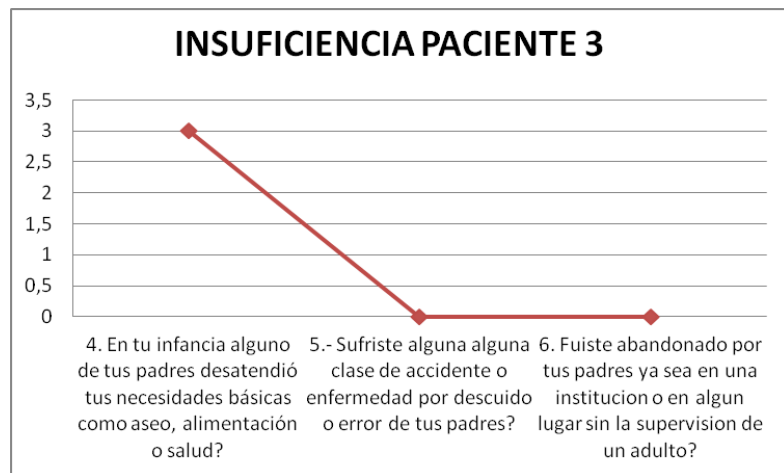 INSUFICIENCIA PACIENTE 3
3,5
3
2,5
2
1,5
1
0,5
0
4. En tu infancia alguno
de tus padres desatendió
tus necesidades básicas
como aseo, alimentación
o salud?
5.- Sufriste alguna alguna
clase de accidente o
enfermedad por descuido
o error de tus padres?
6. Fuiste abandonado por
tus padres ya sea en una
institucion o en algun
lugar sin la supervision de
un adulto?